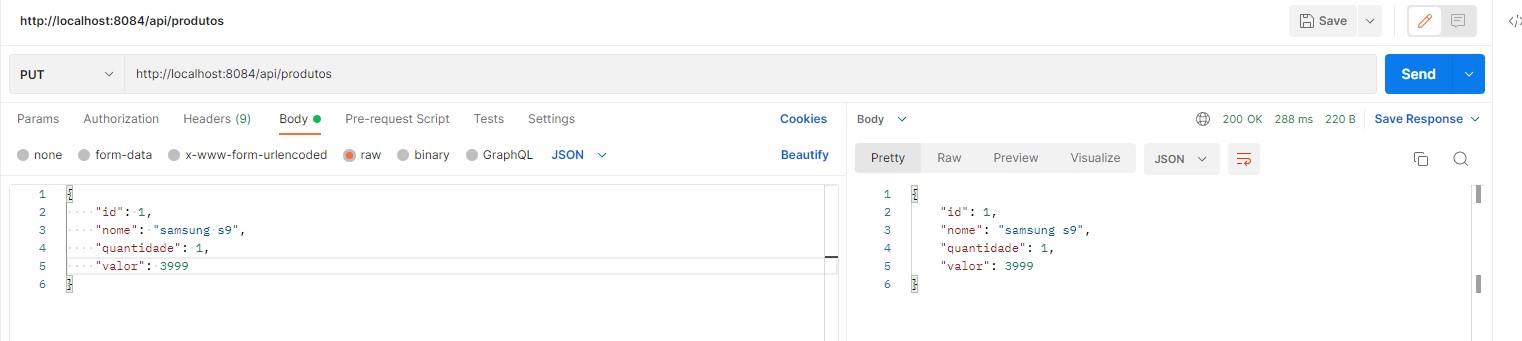 http://localhost:8084/api/produtos
Save
PUT
http://localhost:8084/api/produtos
Send
Params Authorization Headers (9) Body Pre-request Script Tests Settings Cookies
none form-data x-www-form-urlencoded raw binary GraphQL JSON Beautify
1 {
2 "id": 1,
3 "nome": "samsung s9",
4 "quantidade": 1,
5 "valor": 3999
6 }
Body 200 OK 288 ms 220 B Save Response
Pretty Raw Preview Visualize JSON
1 {
2 "id": 1,
3 "nome": "samsung s9",
4 "quantidade": 1,
5 "valor": 3999
6 }